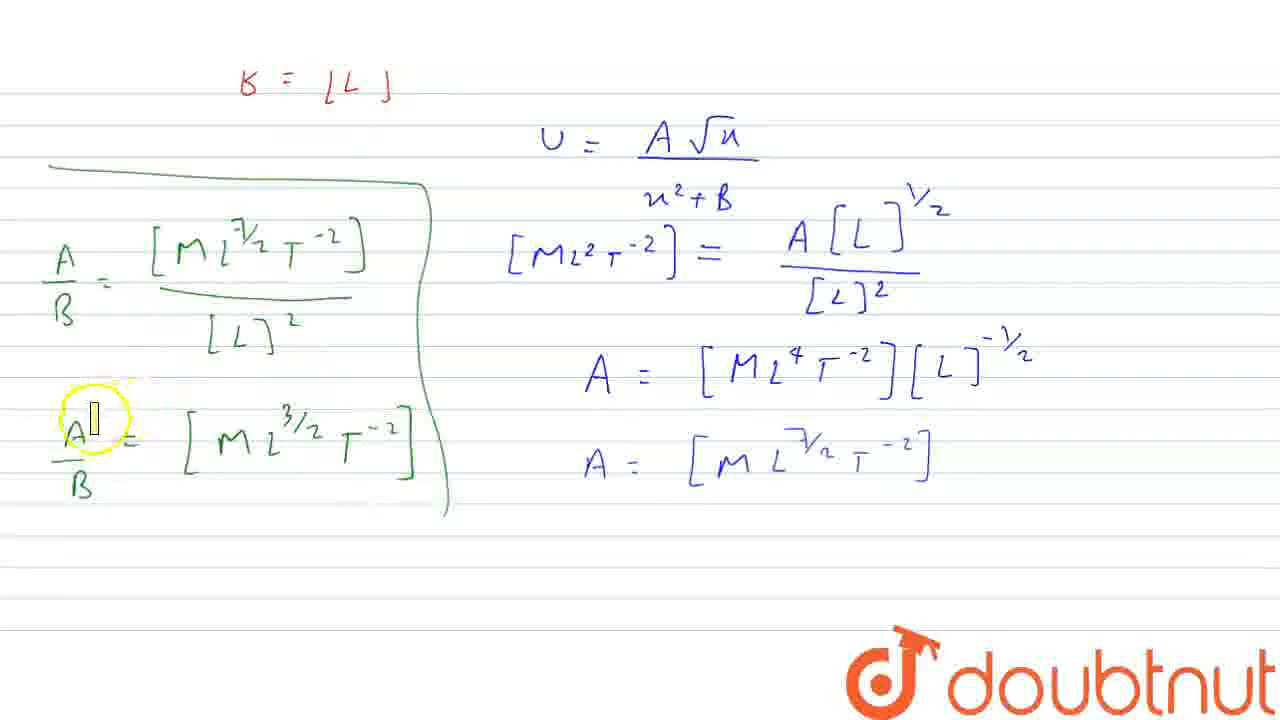 B = [L]
U = A √x / x² + B
[M L² T⁻²] = A [L]^1/2 / [L]²
A = [M L⁴ T⁻²] [L]^-1/2
A = [M L^7/2 T⁻²]
A/B = [M L^7/2 T⁻²] / [L]²
A/B = [M L^3/2 T⁻²]
doubtnut